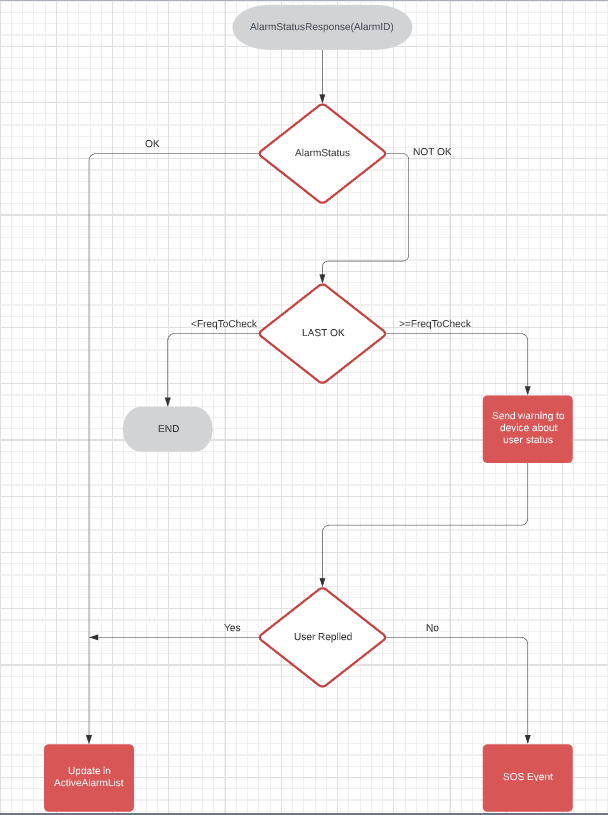 AlarmStatusResponse(AlarmID)
AlarmStatus
OK
NOT OK
LAST OK
<FreqToCheck
>=FreqToCheck
END
Send warning to
device about
user status
User Replied
Yes
No
Update in
ActiveAlarmList
SOS Event